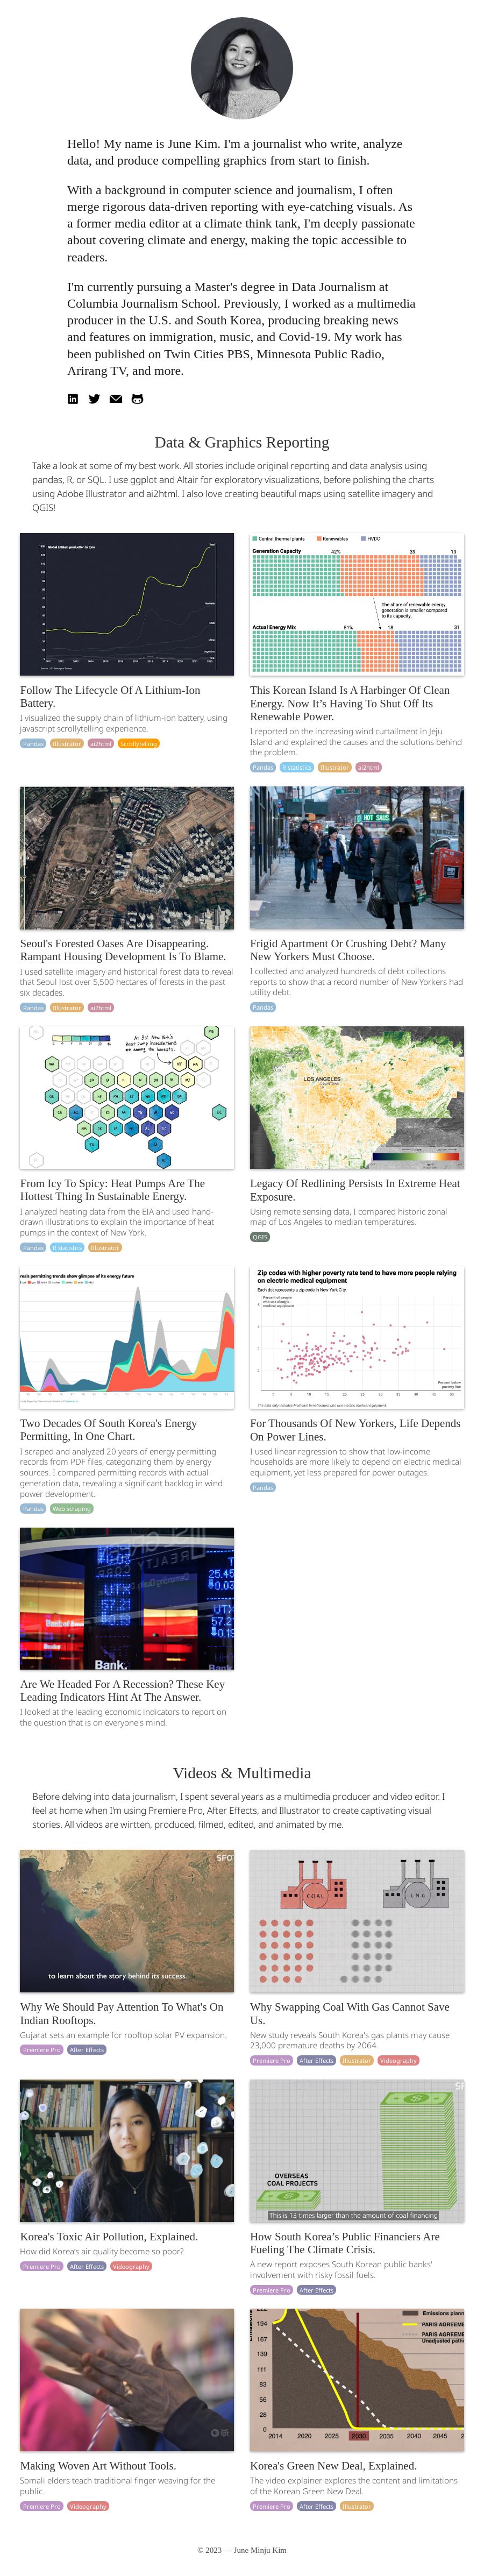 Hello! My name is June Kim. I'm a journalist who write, analyze
data, and produce compelling graphics from start to finish.
With a background in computer science and journalism, I often
merge rigorous data-driven reporting with eye-catching visuals. As
a former media editor at a climate think tank, I'm deeply passionate
about covering climate and energy, making the topic accessible to
readers.
I'm currently pursuing a Master's degree in Data Journalism at
Columbia Journalism School. Previously, I worked as a multimedia
producer in the U.S. and South Korea, producing breaking news
and features on immigration, music, and Covid-19. My work has
been published on Twin Cities PBS, Minnesota Public Radio,
Arirang TV, and more.
Data & Graphics Reporting
Take a look at some of my best work. All stories include original reporting and data analysis using
pandas, R, or SQL. I use ggplot and Altair for exploratory visualizations, before polishing the charts
using Adobe Illustrator and ai2html. I also love creating beautiful maps using satellite imagery and
QGIS!
Global Lithium production in tons
Follow The Lifecycle Of A Lithium-Ion
Battery.
I visualized the supply chain of lithium-ion battery, using
javascript scrollytelling experience.
Pandas Illustrator ai2html Scrollytelling
Central thermal plants Renewables HVDC
Generation Capacity 42% 39 19
The share of renewable energy
generation is smaller compared
to its capacity.
Actual Energy Mix 51% 18 31
This Korean Island Is A Harbinger Of Clean
Energy. Now It's Having To Shut Off Its
Renewable Power.
I reported on the increasing wind curtailment in Jeju
Island and explained the causes and the solutions behind
the problem.
Pandas R statistics Illustrator ai2html
Seoul's Forested Oases Are Disappearing.
Rampant Housing Development Is To Blame.
I used satellite imagery and historical forest data to reveal
that Seoul lost over 5,500 hectares of forests in the past
six decades.
Pandas Illustrator ai2html
Frigid Apartment Or Crushing Debt? Many
New Yorkers Must Choose.
I collected and analyzed hundreds of debt collections
reports to show that a record number of New Yorkers had
utility debt.
Pandas
From Icy To Spicy: Heat Pumps Are The
Hottest Thing In Sustainable Energy.
I analyzed heating data from the EIA and used hand-
drawn illustrations to explain the importance of heat
pumps in the context of New York.
Pandas R statistics Illustrator
LOS ANGELES
Legacy Of Redlining Persists In Extreme Heat
Exposure.
Using remote sensing data, I compared historic zonal
map of Los Angeles to median temperatures.
QGIS
rea's permitting trends show glimpse of its energy future
Two Decades Of South Korea's Energy
Permitting, In One Chart.
I scraped and analyzed 20 years of energy permitting
records from PDF files, categorizing them by energy
sources. I compared permitting records with actual
generation data, revealing a significant backlog in wind
power development.
Pandas Web scraping
Zip codes with higher poverty rate tend to have more people relying
on electric medical equipment
Each dot represents a zip code in New York City.
Percent of people
who use electric
medical equipment
Percent below
poverty line
For Thousands Of New Yorkers, Life Depends
On Power Lines.
I used linear regression to show that low-income
households are more likely to depend on electric medical
equipment, yet less prepared for power outages.
Pandas
UTX
57.21
Bank.
Are We Headed For A Recession? These Key
Leading Indicators Hint At The Answer.
I looked at the leading economic indicators to report on
the question that is on everyone's mind.
Videos & Multimedia
Before delving into data journalism, I spent several years as a multimedia producer and video editor. I
feel at home when I'm using Premiere Pro, After Effects, and Illustrator to create captivating visual
stories. All videos are wirtten, produced, filmed, edited, and animated by me.
to learn about the story behind its success.
Why We Should Pay Attention To What's On
Indian Rooftops.
Gujarat sets an example for rooftop solar PV expansion.
Premiere Pro After Effects
COAL LNG
Why Swapping Coal With Gas Cannot Save
Us.
New study reveals South Korea's gas plants may cause
23,000 premature deaths by 2064.
Premiere Pro After Effects Illustrator Videography
Korea's Toxic Air Pollution, Explained.
How did Korea's air quality become so poor?
Premiere Pro After Effects Videography
OVERSEAS
COAL PROJECTS
This is 13 times larger than the amount of coal financing
How South Korea's Public Financiers Are
Fueling The Climate Crisis.
A new report exposes South Korean public banks'
involvement with risky fossil fuels.
Premiere Pro After Effects
Making Woven Art Without Tools.
Somali elders teach traditional finger weaving for the
public.
Premiere Pro Videography
Emissions plann
PARIS AGREEME
PARIS AGREEME
Unadjusted path
194
167
139
111
83
56
28
0
2014 2020 2025 2030 2035 2040 2045
Korea's Green New Deal, Explained.
The video explainer explores the content and limitations
of the Korean Green New Deal.
Premiere Pro After Effects Illustrator
© 2023 — June Minju Kim